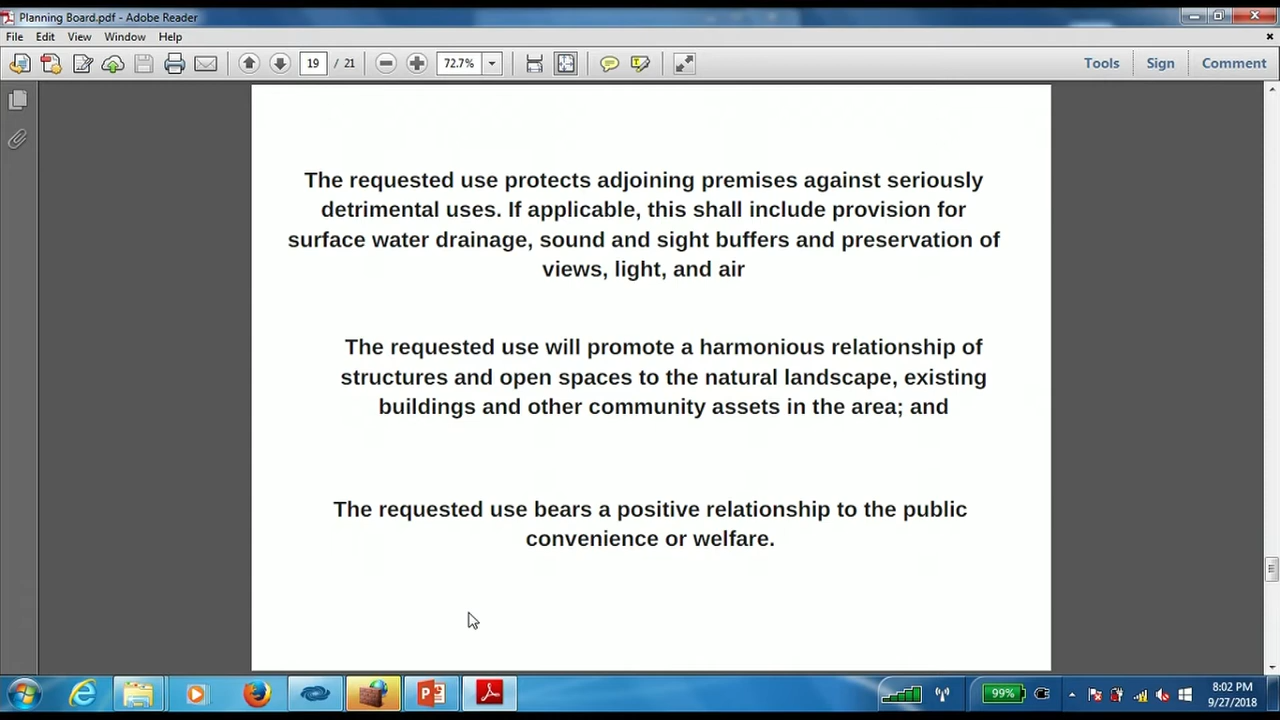 Planning Board.pdf - Adobe Reader
File Edit View Window Help
19 / 21 72.7% Tools Sign Comment
The requested use protects adjoining premises against seriously
detrimental uses. If applicable, this shall include provision for
surface water drainage, sound and sight buffers and preservation of
views, light, and air
The requested use will promote a harmonious relationship of
structures and open spaces to the natural landscape, existing
buildings and other community assets in the area; and
The requested use bears a positive relationship to the public
convenience or welfare.
99%
8:02 PM
9/27/2018